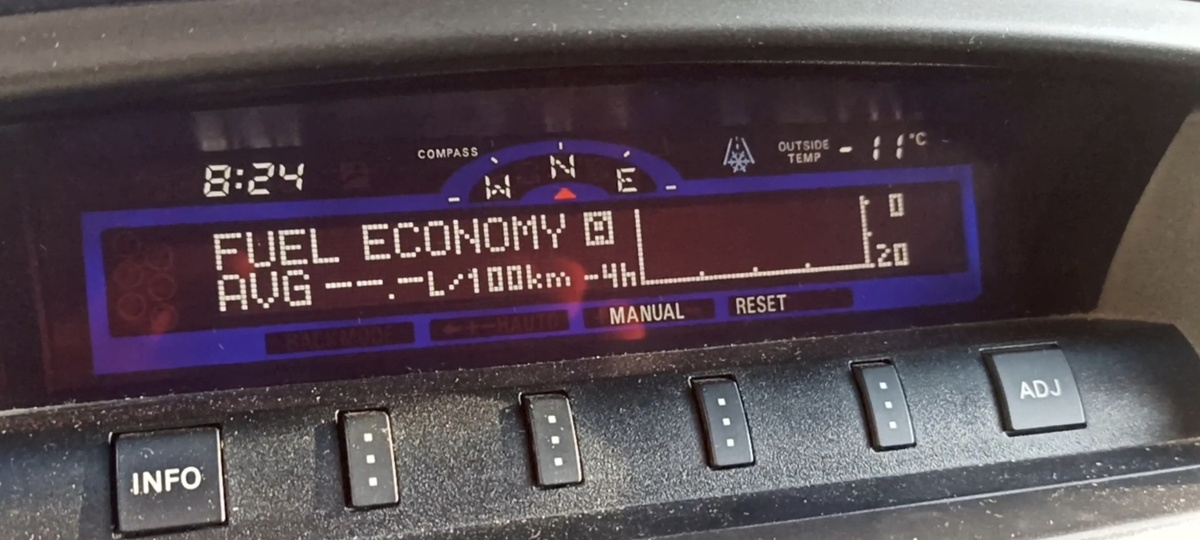 8:24
COMPASS
W N E
OUTSIDE TEMP -11°C
FUEL ECONOMY A
AVG --.-L/100km -4h
0
20
MANUAL RESET
INFO
ADJ